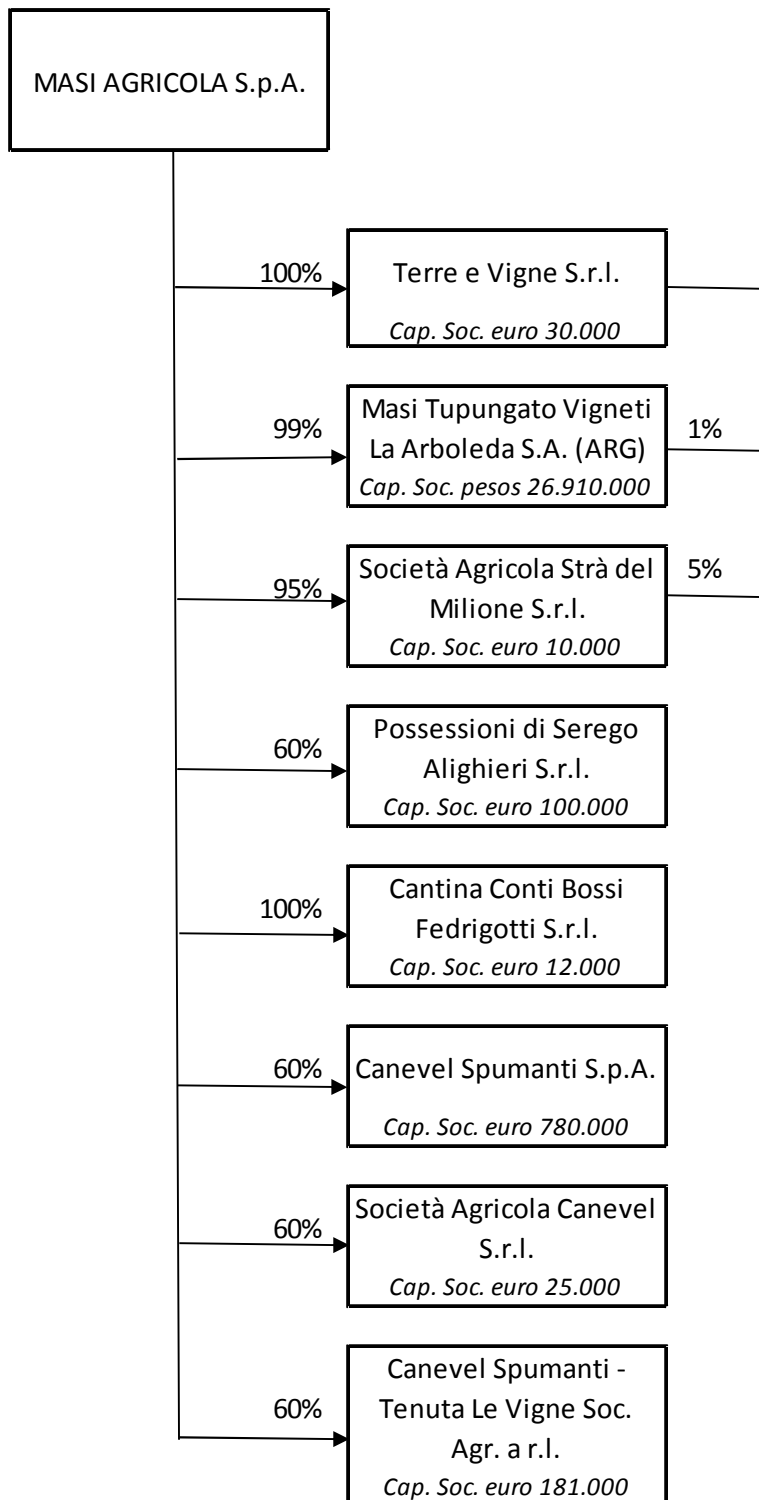 MASI AGRICOLA S.p.A.
100%
Terre e Vigne S.r.l.
Cap. Soc. euro 30.000
99%
Masi Tupungato Vigneti
La Arboleda S.A. (ARG)
Cap. Soc. pesos 26.910.000
1%
95%
Società Agricola Strà del
Milione S.r.l.
Cap. Soc. euro 10.000
5%
60%
Possessioni di Serego
Alighieri S.r.l.
Cap. Soc. euro 100.000
100%
Cantina Conti Bossi
Fedrigotti S.r.l.
Cap. Soc. euro 12.000
60%
Canevel Spumanti S.p.A.
Cap. Soc. euro 780.000
60%
Società Agricola Canevel
S.r.l.
Cap. Soc. euro 25.000
60%
Canevel Spumanti -
Tenuta Le Vigne Soc.
Agr. a r.l.
Cap. Soc. euro 181.000